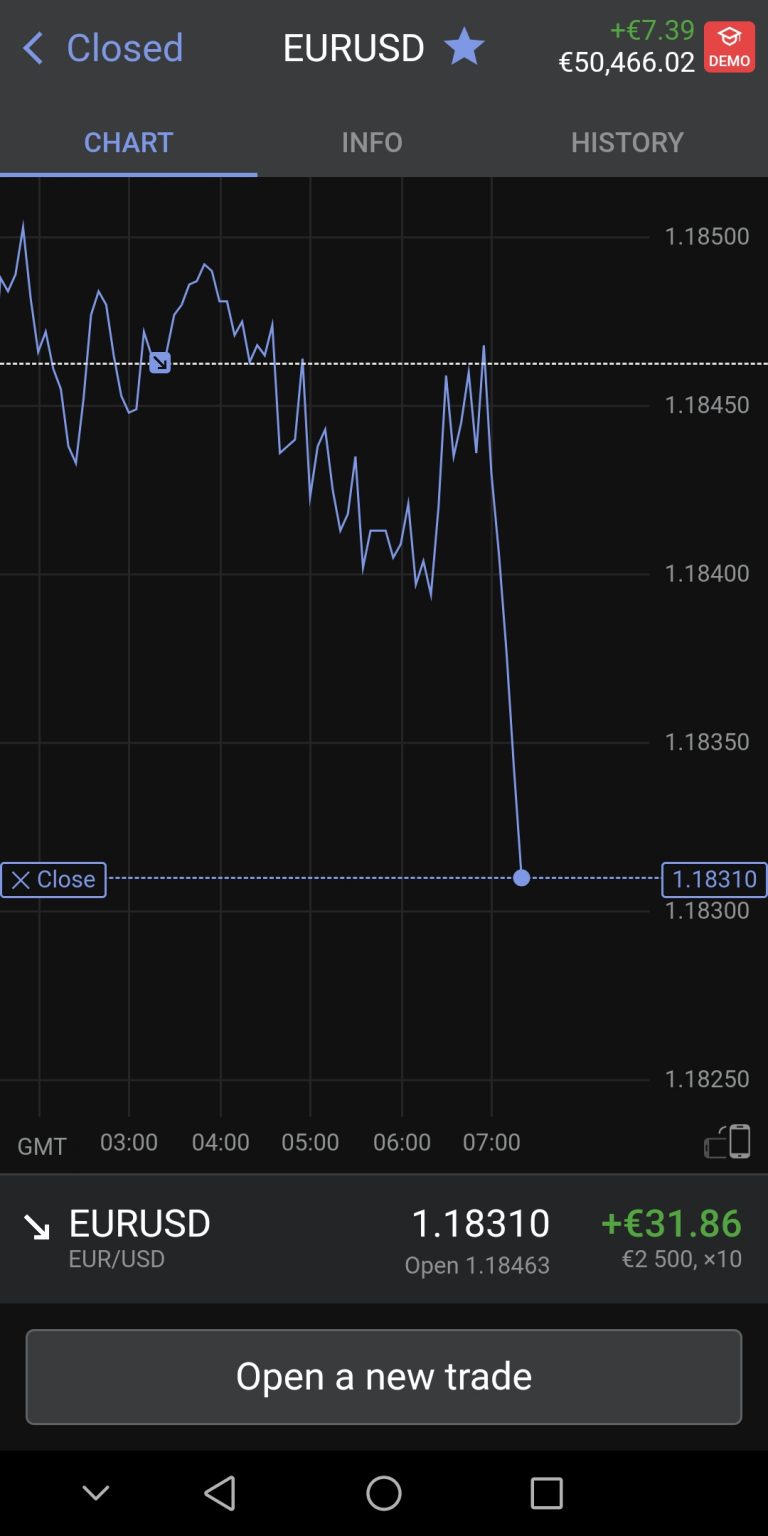 Closed
EURUSD
+€7.39
€50,466.02
DEMO
CHART
INFO
HISTORY
1.18500
1.18450
1.18400
1.18350
Close
1.18310
1.18300
1.18250
GMT
03:00
04:00
05:00
06:00
07:00
EURUSD
1.18310
+€31.86
EUR/USD
Open 1.18463
€2 500, ×10
Open a new trade